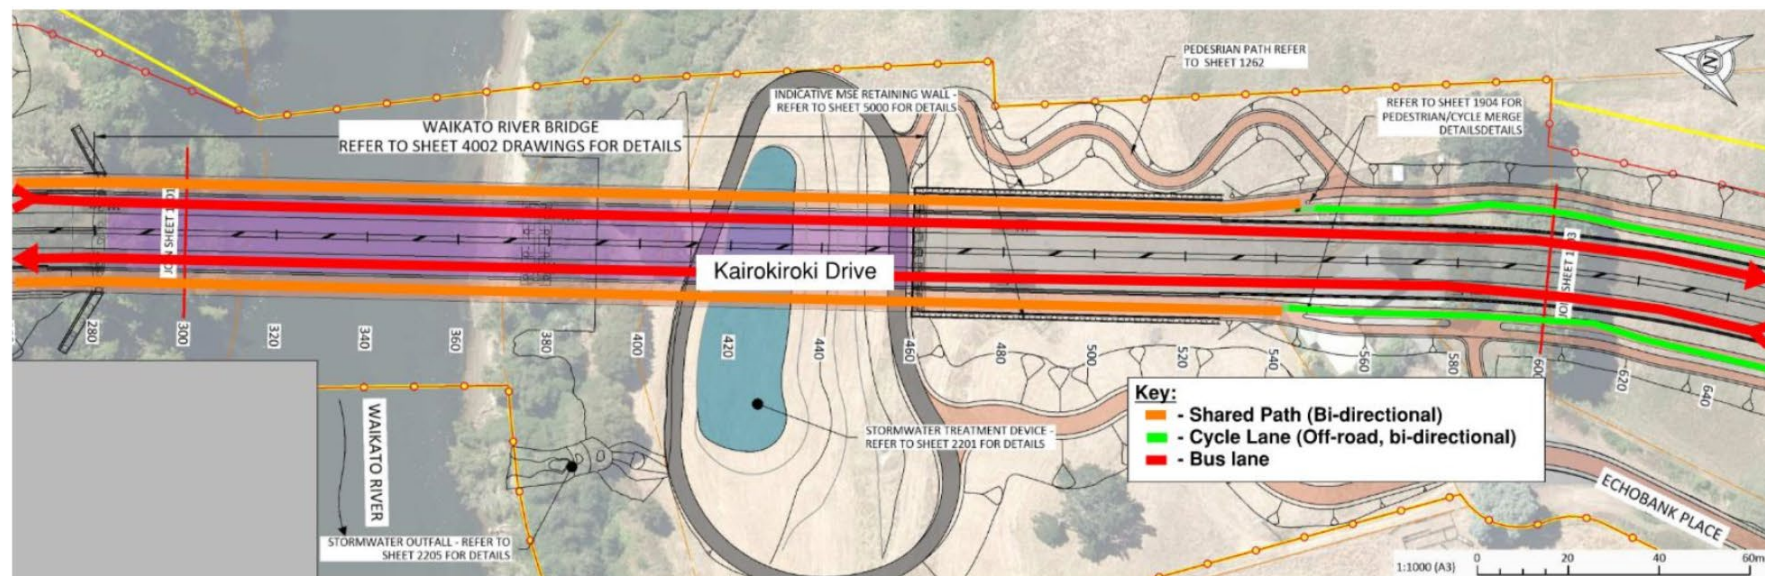 PEDESRIAN PATH REFER
TO SHEET 1262
N
INDICATIVE MSE RETAINING WALL -
REFER TO SHEET 5000 FOR DETAILS
REFER TO SHEET 1904 FOR
PEDESTRIAN/CYCLE MERGE
DETAILSDETAILS
WAIKATO RIVER BRIDGE
REFER TO SHEET 4002 DRAWINGS FOR DETAILS
JOIN SHEET
Kairokiroki Drive
SHEET
280
300
320
340
360
380
400
420
440
460
480
500
520
540
560
580
600
620
640
Key:
- Shared Path (Bi-directional)
- Cycle Lane (Off-road, bi-directional)
- Bus lane
WAIKATO RIVER
STORMWATER TREATMENT DEVICE -
REFER TO SHEET 2201 FOR DETAILS
STORMWATER OUTFALL - REFER TO
SHEET 2205 FOR DETAILS
ECHOBANK PLACE
1:1000 (A3)
0 20 40 60m